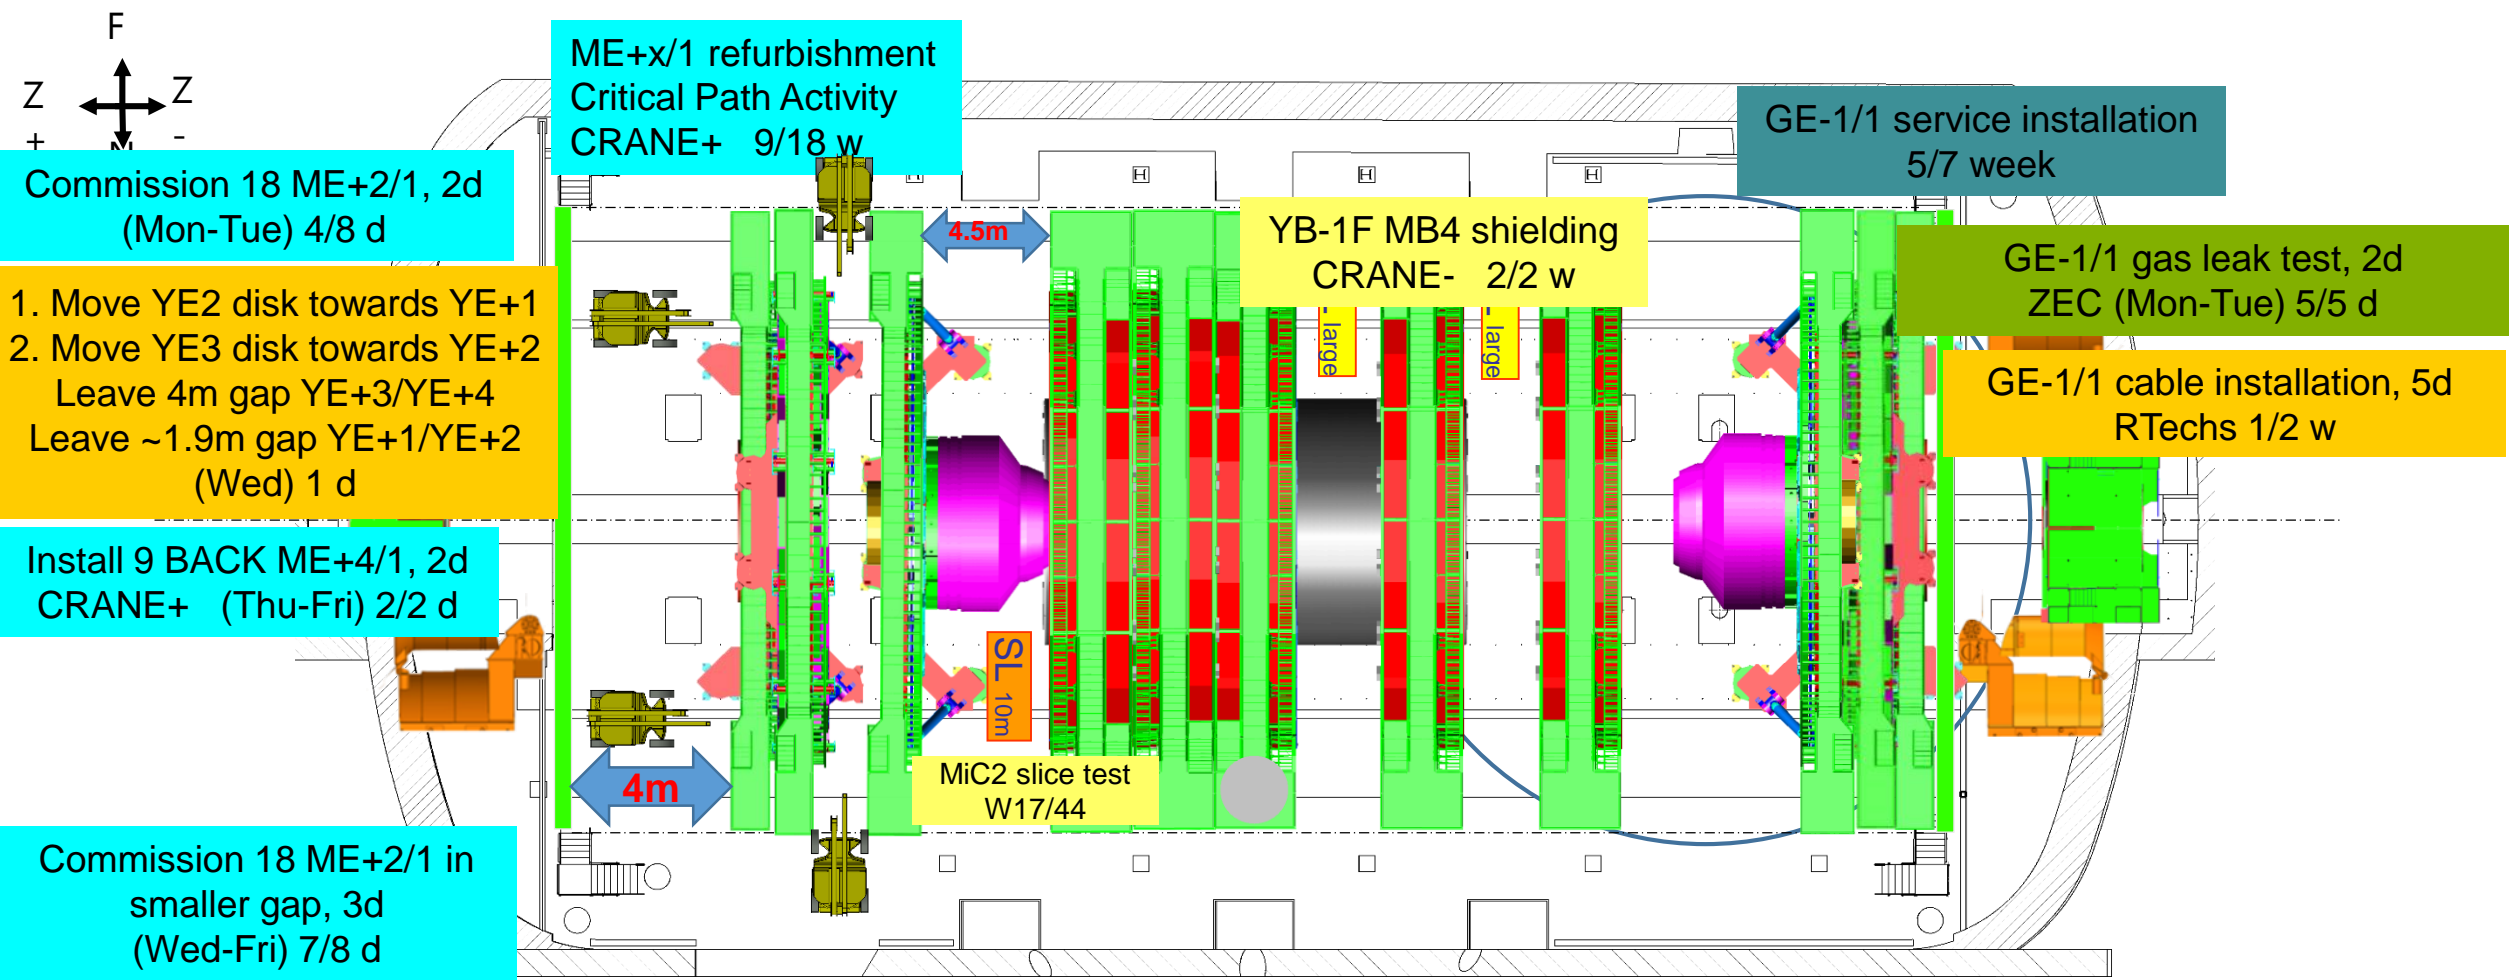 F
Z
Z
+
-
N
ME+x/1 refurbishment
Critical Path Activity
CRANE+ 9/18 w
GE-1/1 service installation
5/7 week
Commission 18 ME+2/1, 2d
(Mon-Tue) 4/8 d
H
H
H
H
4.5m
YB-1F MB4 shielding
CRANE- 2/2 w
GE-1/1 gas leak test, 2d
ZEC (Mon-Tue) 5/5 d
1. Move YE2 disk towards YE+1
2. Move YE3 disk towards YE+2
Leave 4m gap YE+3/YE+4
Leave ~1.9m gap YE+1/YE+2
(Wed) 1 d
large
large
GE-1/1 cable installation, 5d
RTechs 1/2 w
Install 9 BACK ME+4/1, 2d
CRANE+ (Thu-Fri) 2/2 d
SL 10m
4m
MiC2 slice test
W17/44
Commission 18 ME+2/1 in
smaller gap, 3d
(Wed-Fri) 7/8 d